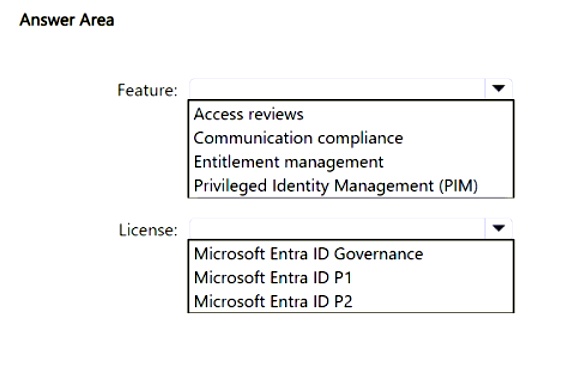 Answer Area
Feature:
Access reviews
Communication compliance
Entitlement management
Privileged Identity Management (PIM)
License:
Microsoft Entra ID Governance
Microsoft Entra ID P1
Microsoft Entra ID P2